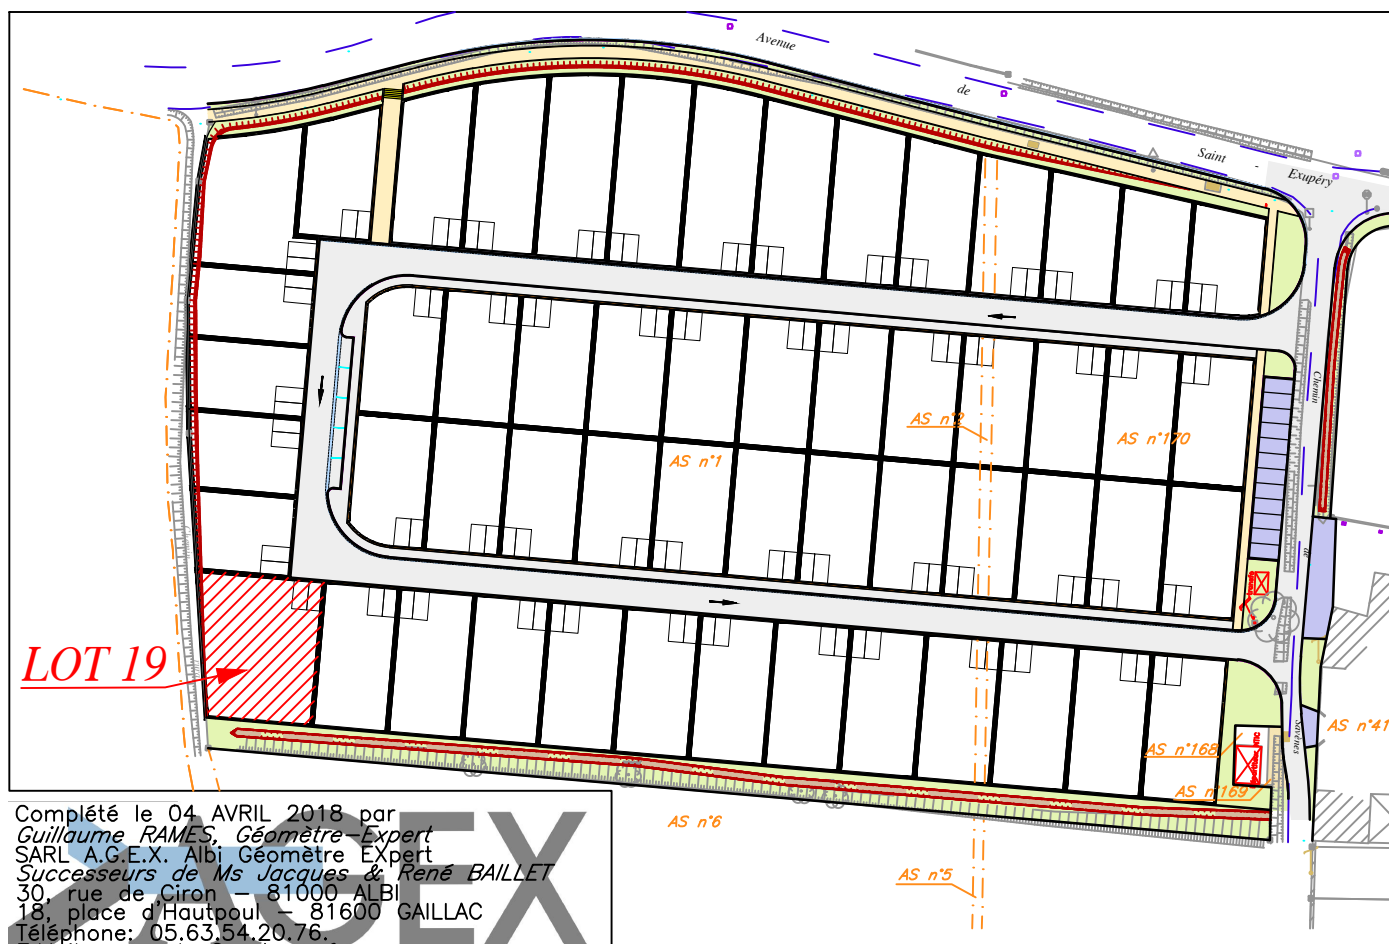 Avenue
de
Saint
-
Exupéry
Chemin
de
Savènes
AS n°2
AS n°170
AS n°1
LOT 19
AS n°41
AS n°168
AS n°169
AS n°6
AS n°5
Complété le 04 AVRIL 2018 par
Guillaume RAMES, Géomètre-Expert
SARL A.G.E.X. Albi Géomètre EXpert
Successeurs de Ms Jacques & René BAILLET
30, rue de Ciron - 81000 ALBI
18, place d'Hautpoul - 81600 GAILLAC
Téléphone: 05.63.54.20.76.
AGEX